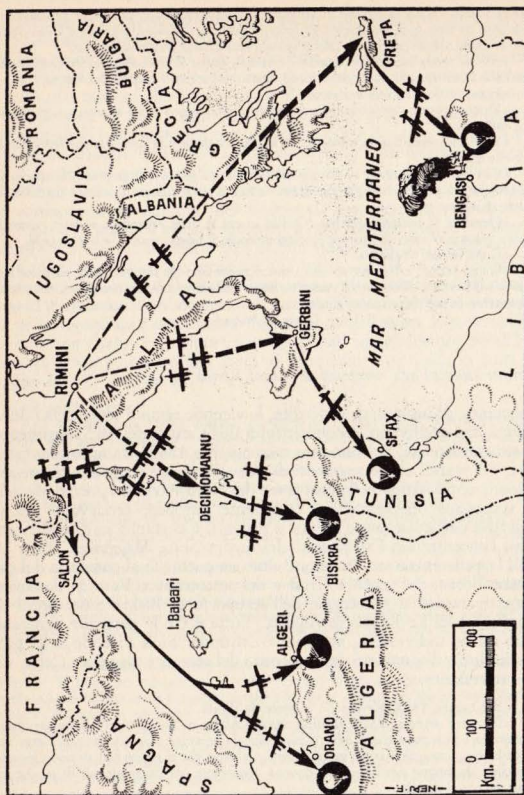 ROMANIA
BULGARIA
IUGOSLAVIA
FRANCIA
SPAGNA
ALBANIA
GRECIA
ITALIA
RIMINI
SALON
I. Baleari
DECIMOMANNU
GERBINI
CRETA
MAR MEDITERRANEO
BENGASI
LIBIA
SFAX
TUNISIA
BISKRA
ALGERI
ALGERIA
ORANO
Km.
0 100 400